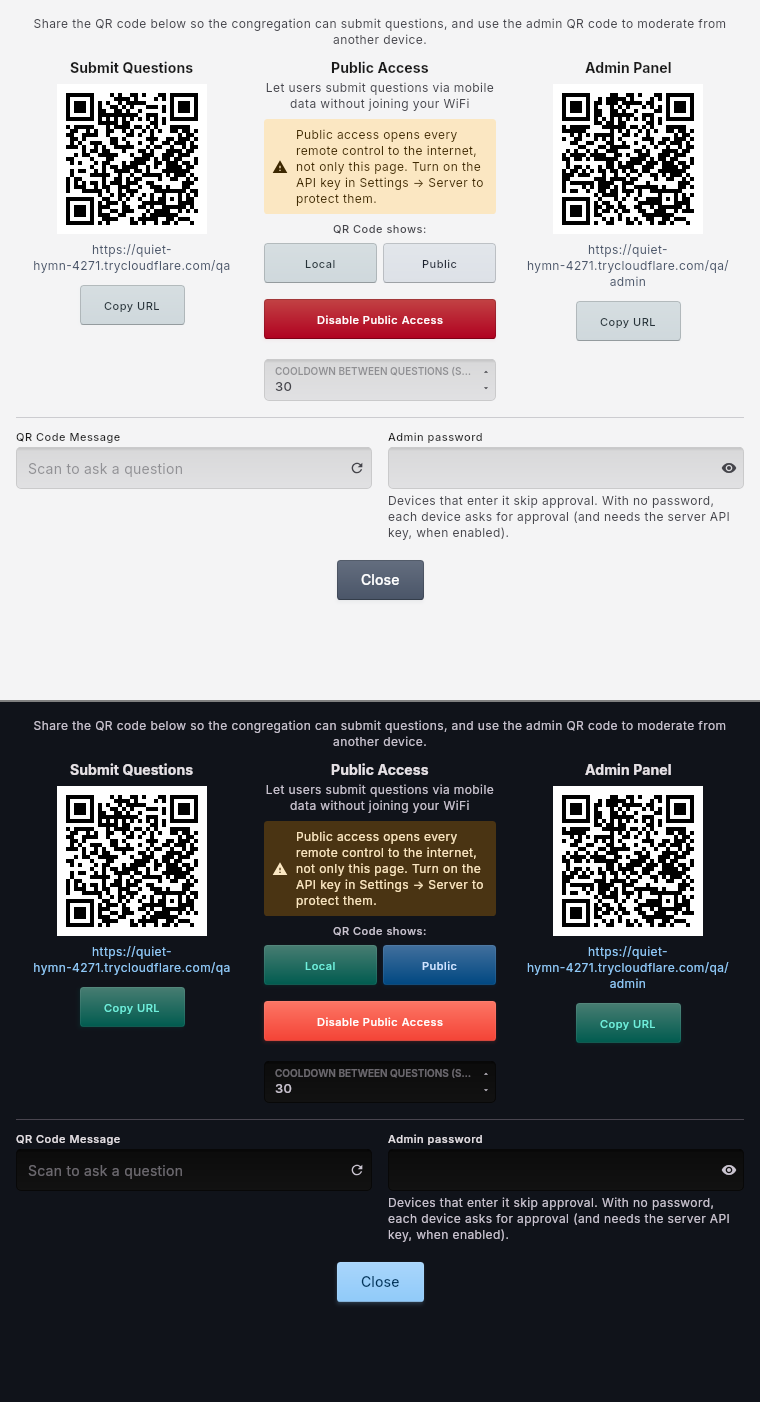 Share the QR code below so the congregation can submit questions, and use the admin QR code to moderate from
another device.
Submit Questions
https://quiet-
hymn-4271.trycloudflare.com/qa
Copy URL
Public Access
Let users submit questions via mobile
data without joining your WiFi
Public access opens every
remote control to the internet,
not only this page. Turn on the
API key in Settings → Server to
protect them.
QR Code shows:
Local
Public
Disable Public Access
COOLDOWN BETWEEN QUESTIONS (S...
30
Admin Panel
https://quiet-
hymn-4271.trycloudflare.com/qa/
admin
Copy URL
QR Code Message
Scan to ask a question
Admin password
Devices that enter it skip approval. With no password,
each device asks for approval (and needs the server API
key, when enabled).
Close
Share the QR code below so the congregation can submit questions, and use the admin QR code to moderate from
another device.
Submit Questions
https://quiet-
hymn-4271.trycloudflare.com/qa
Copy URL
Public Access
Let users submit questions via mobile
data without joining your WiFi
Public access opens every
remote control to the internet,
not only this page. Turn on the
API key in Settings → Server to
protect them.
QR Code shows:
Local
Public
Disable Public Access
COOLDOWN BETWEEN QUESTIONS (S...
30
Admin Panel
https://quiet-
hymn-4271.trycloudflare.com/qa/
admin
Copy URL
QR Code Message
Scan to ask a question
Admin password
Devices that enter it skip approval. With no password,
each device asks for approval (and needs the server API
key, when enabled).
Close